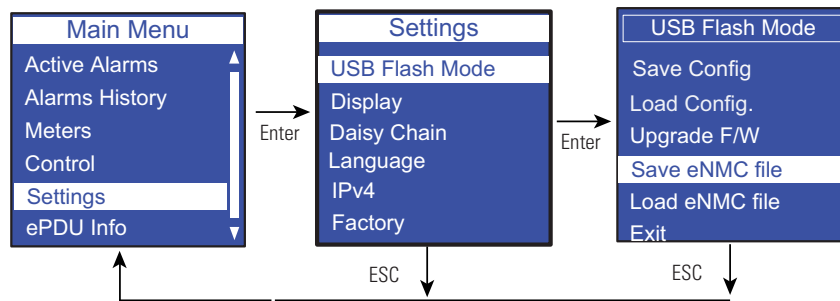 Main Menu
Active Alarms
Alarms History
Meters
Control
Settings
ePDU Info
Enter
Settings
USB Flash Mode
Display
Daisy Chain
Language
IPv4
Factory
Enter
USB Flash Mode
Save Config
Load Config.
Upgrade F/W
Save eNMC file
Load eNMC file
Exit
ESC
ESC